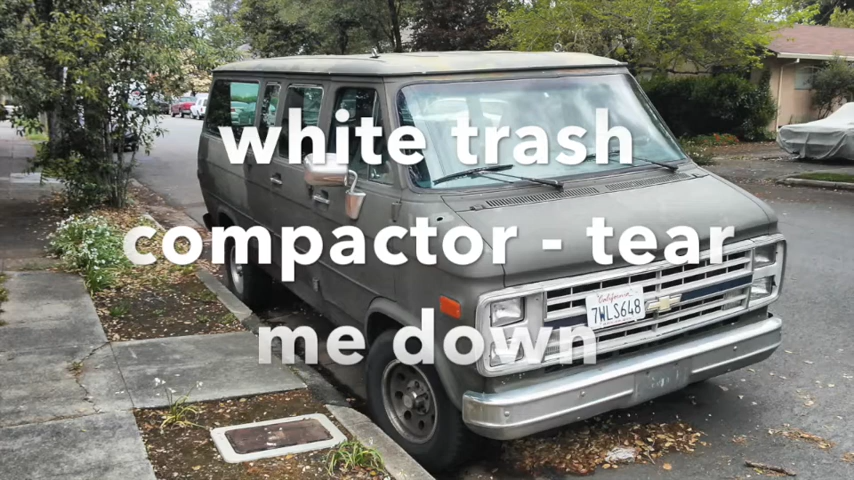 white trash
compactor - tear
me down
California
7WLS648